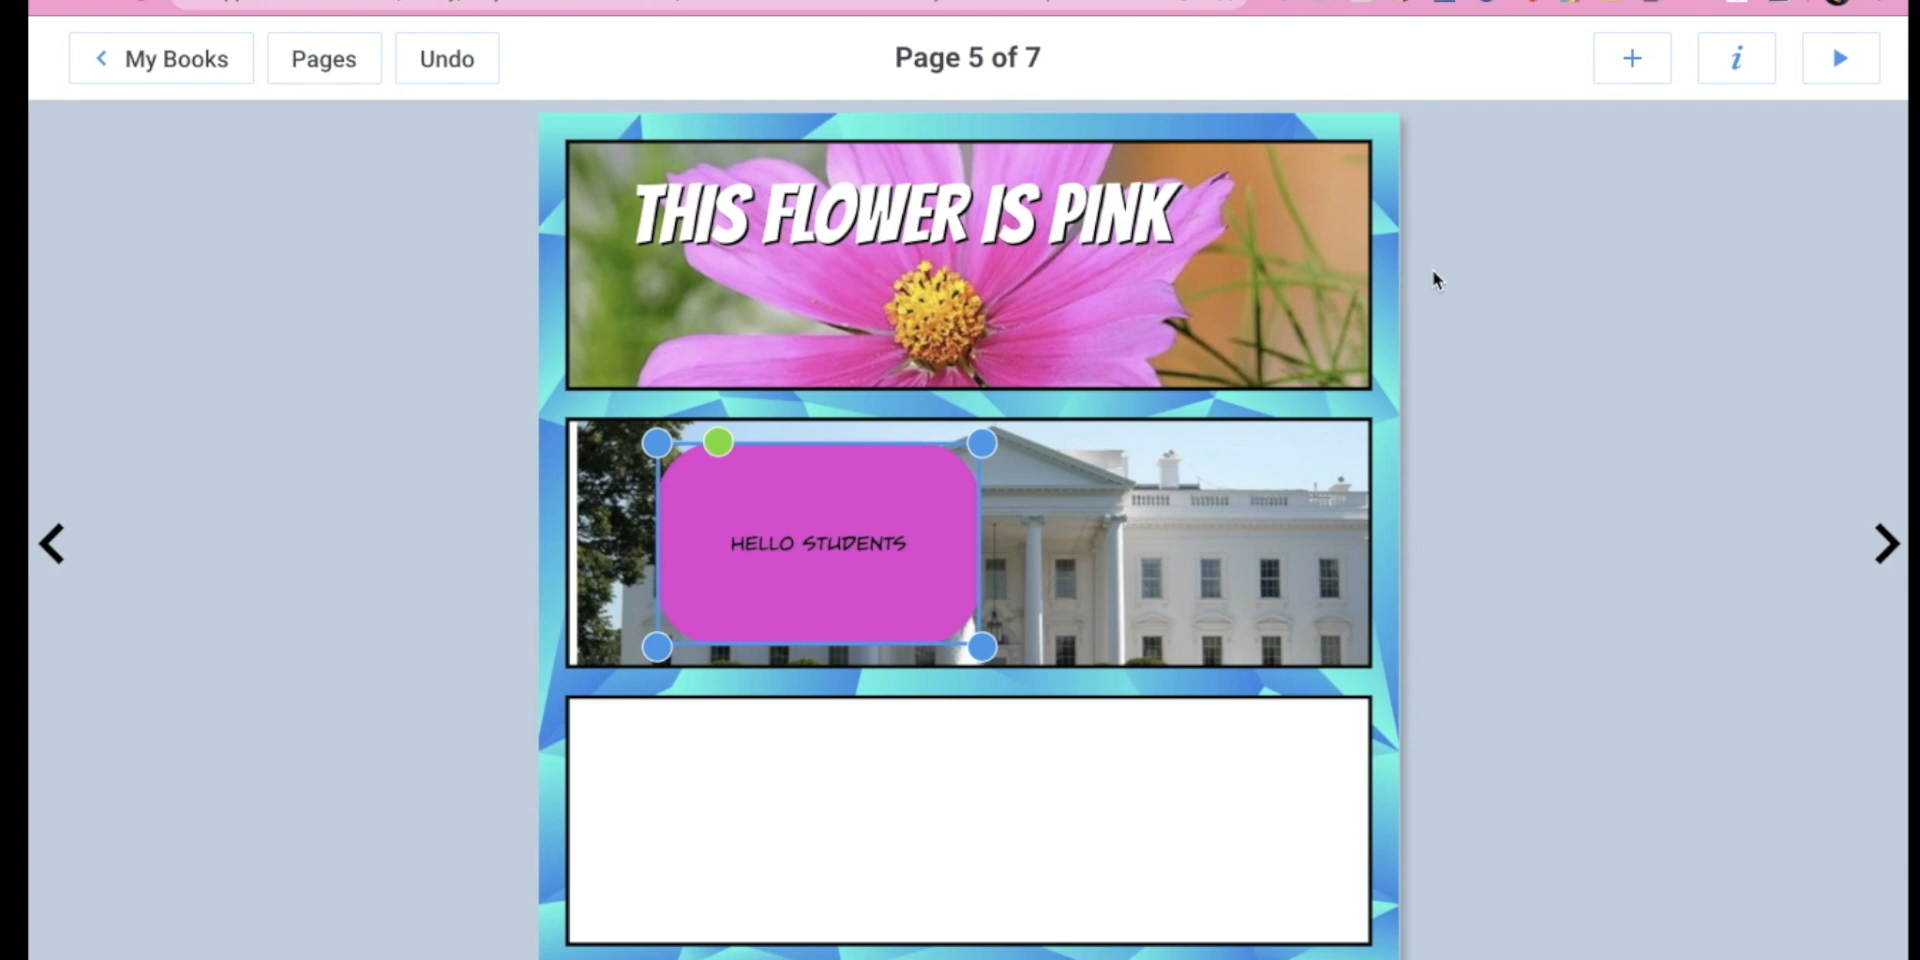 My Books
Pages
Undo
Page 5 of 7
THIS FLOWER IS PINK
HELLO STUDENTS